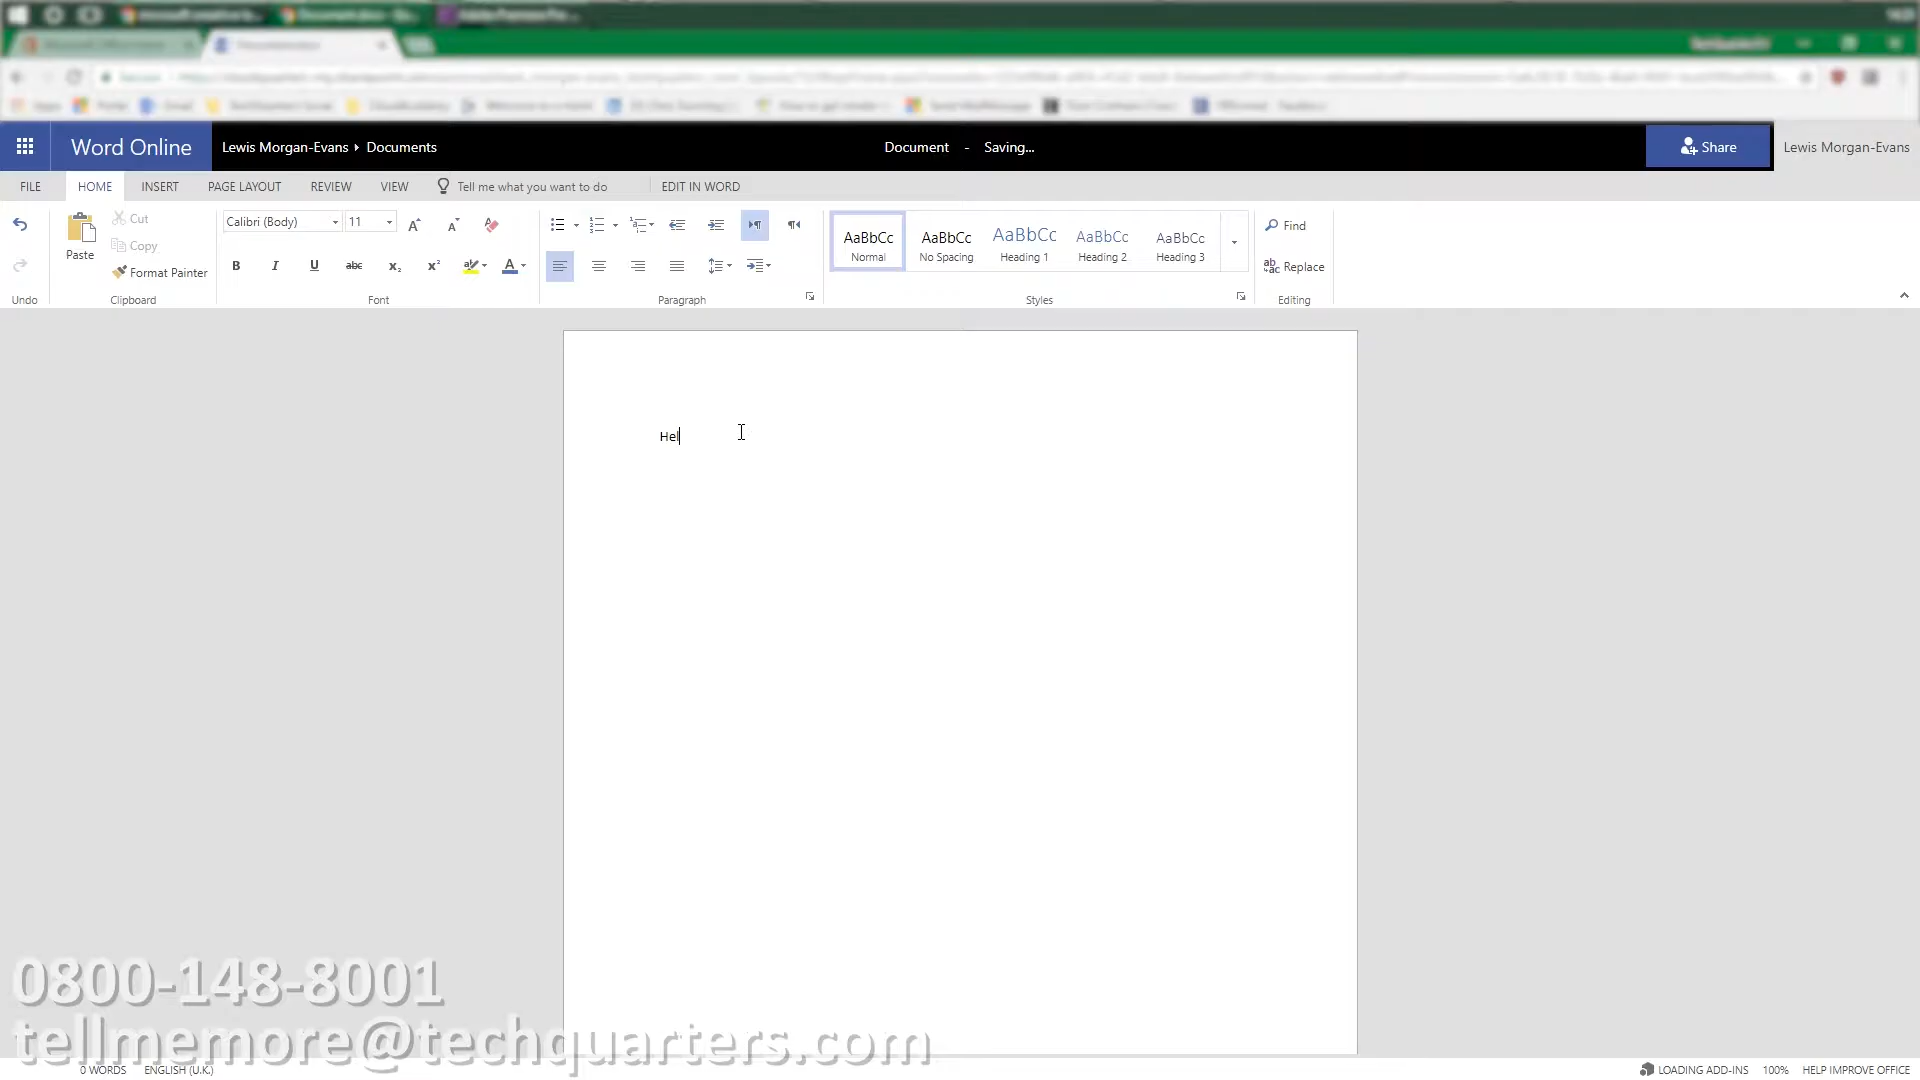 Word Online
Lewis Morgan-Evans
Documents
Document - Saving...
Share
Lewis Morgan-Evans
FILE
HOME
INSERT
PAGE LAYOUT
REVIEW
VIEW
Tell me what you want to do
EDIT IN WORD
Paste
Cut
Copy
Format Painter
Calibri (Body)
11
B
I
U
abc
AaBbCc
Normal
AaBbCc
No Spacing
AaBbCc
Heading 1
AaBbCc
Heading 2
AaBbCc
Heading 3
Find
Replace
Undo
Clipboard
Font
Paragraph
Styles
Editing
Hel
0800-148-8001
tellmemore@techquarters.com
0 WORDS
ENGLISH (U.K.)
LOADING ADD-INS
100%
HELP IMPROVE OFFICE